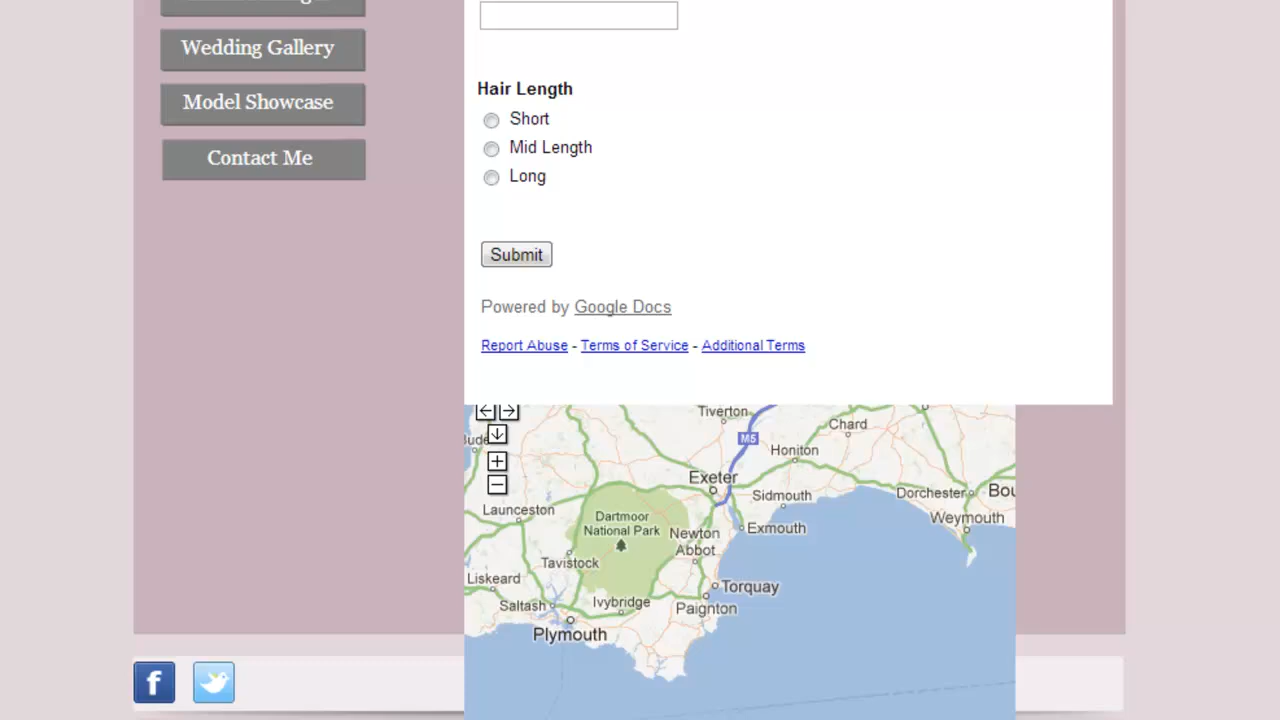 Wedding Gallery
Model Showcase
Contact Me
Hair Length
Short
Mid Length
Long
Submit
Powered by Google Docs
Report Abuse - Terms of Service - Additional Terms
Tiverton
M5
Chard
Honiton
Exeter
Sidmouth
Dorchester
Bou
Launceston
Weymouth
Dartmoor
National Park
Newton
Abbot
Exmouth
Tavistock
Liskeard
Torquay
Saltash
Ivybridge
Paignton
Plymouth
f